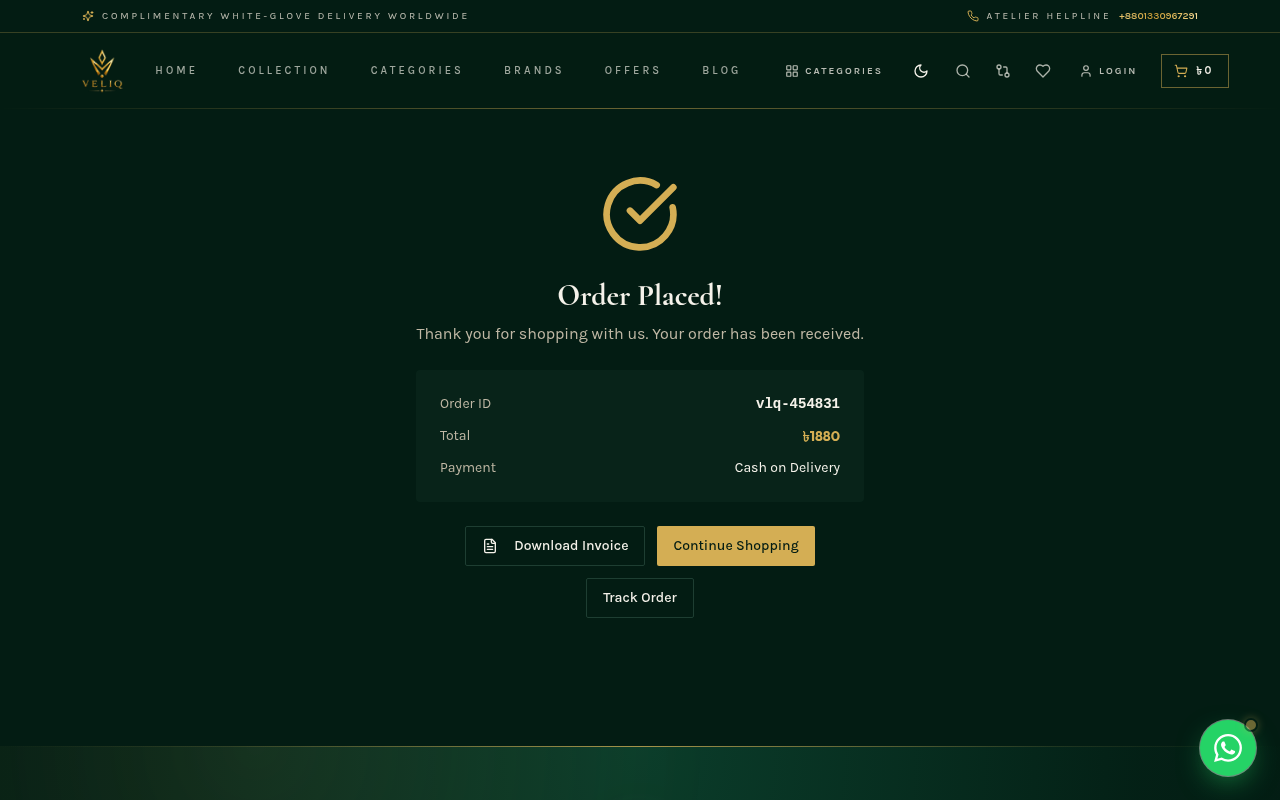 COMPLIMENTARY WHITE-GLOVE DELIVERY WORLDWIDE
ATELIER HELPLINE +8801330967291
VELIQ
HOME COLLECTION CATEGORIES BRANDS OFFERS BLOG CATEGORIES LOGIN ৳0
Order Placed!
Thank you for shopping with us. Your order has been received.
Order ID vlq-454831
Total ৳1880
Payment Cash on Delivery
Download Invoice Continue Shopping
Track Order